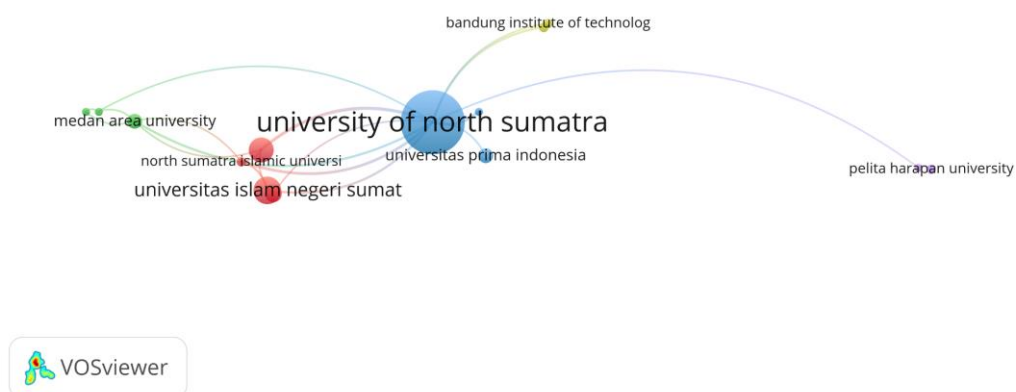 bandung institute of technolog
medan area university
university of north sumatra
north sumatra islamic universi
universitas prima indonesia
pelita harapan university
universitas islam negeri sumat
VOSviewer